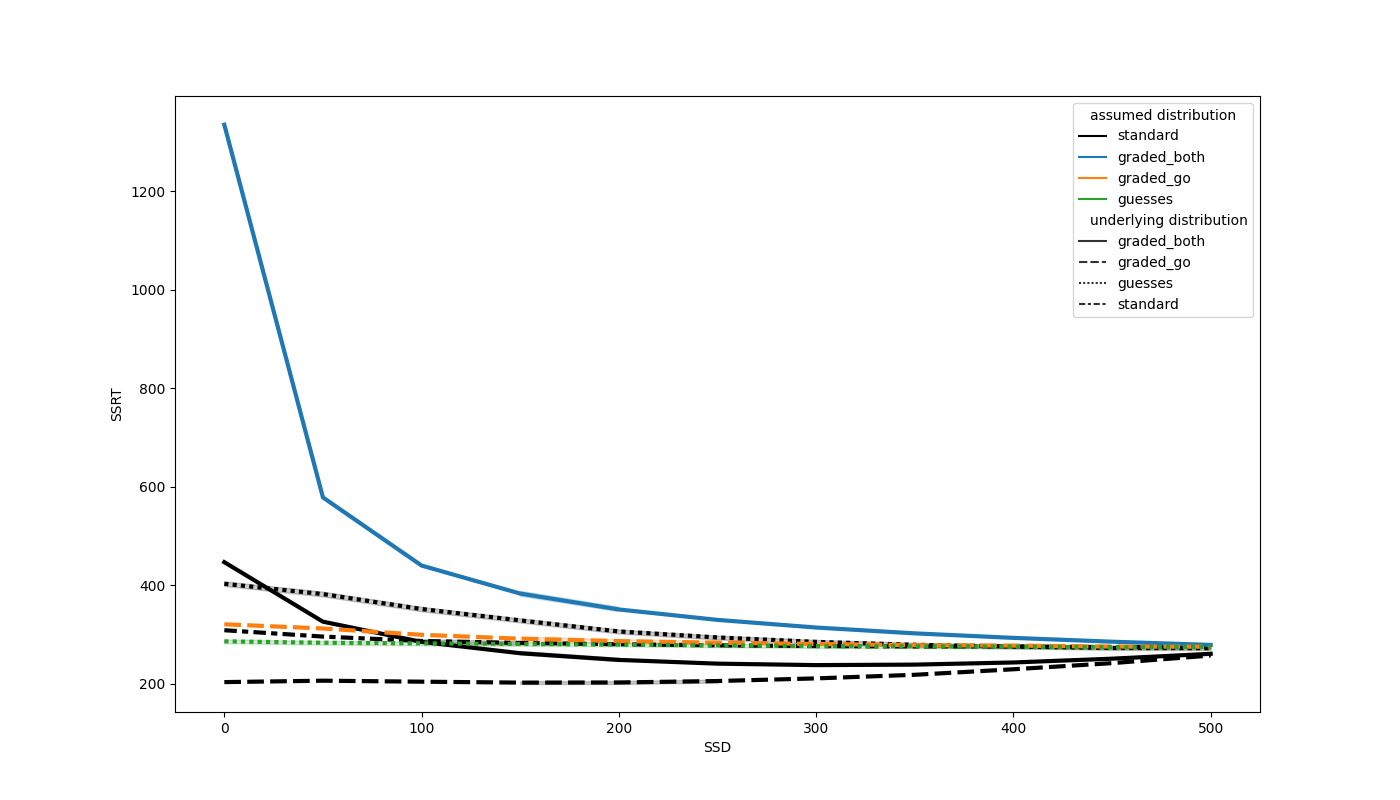 assumed distribution
standard
graded_both
graded_go
guesses
underlying distribution
graded_both
graded_go
guesses
standard
1200
1000
800
600
400
200
SSRT
0 100 200 300 400 500
SSD